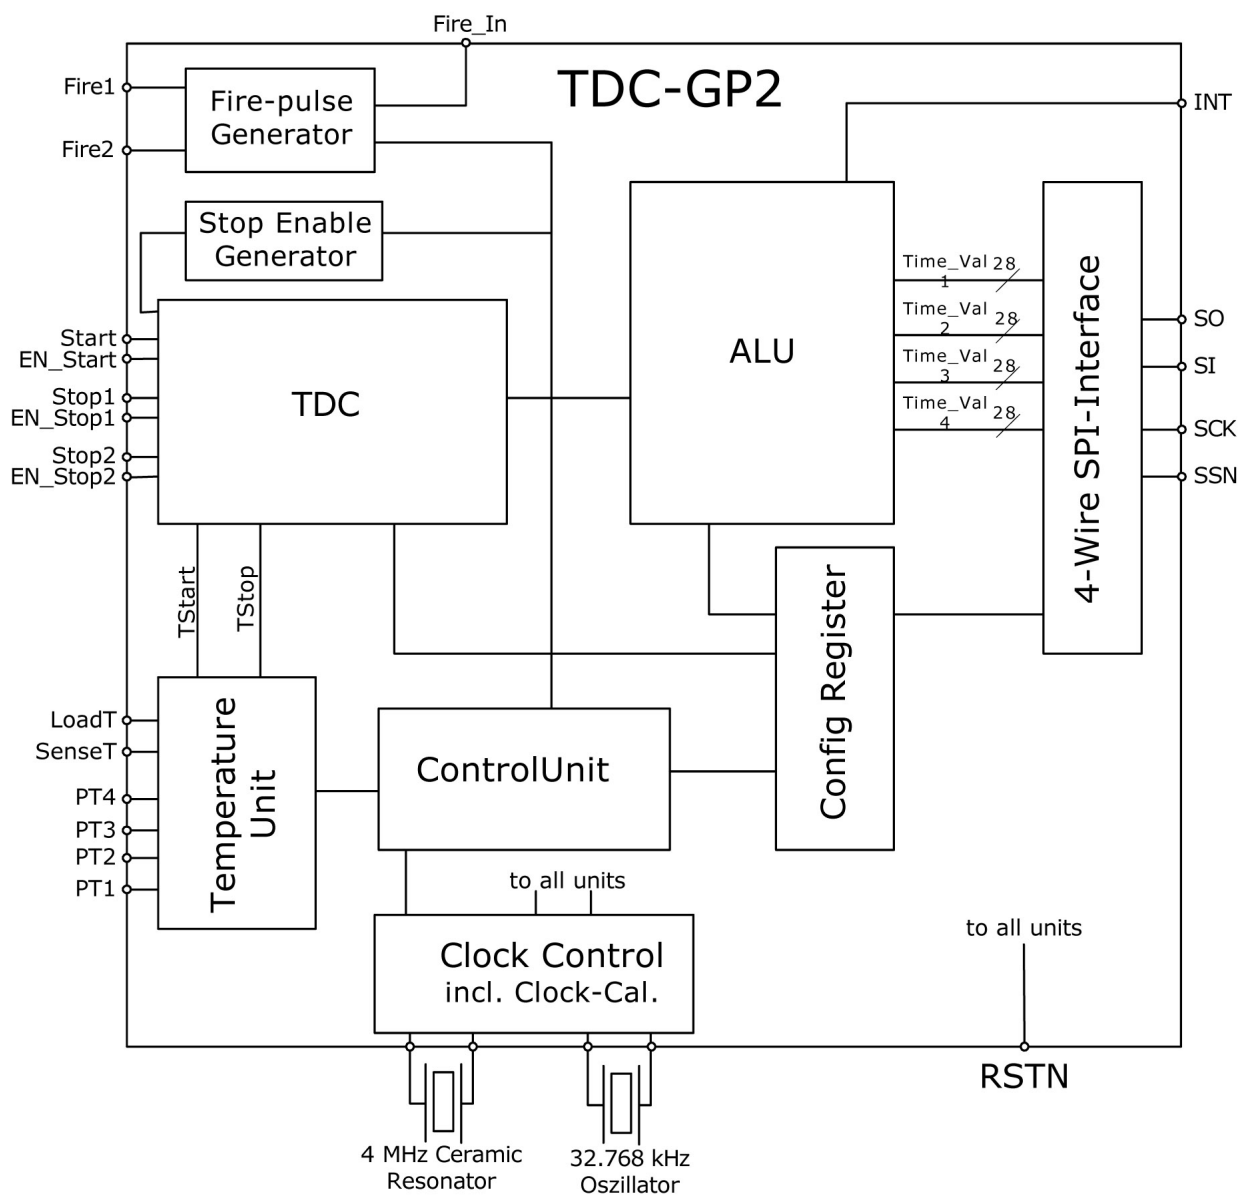 Fire_In
TDC-GP2
Fire1
Fire2
Fire-pulse
Generator
INT
Stop Enable
Generator
Start
EN_Start
Stop1
EN_Stop1
Stop2
EN_Stop2
TDC
ALU
Time_Val 28
1
Time_Val 28
2
Time_Val 28
3
Time_Val 28
4
4-Wire SPI-Interface
SO
SI
SCK
SSN
TStart
TStop
Config Register
LoadT
SenseT
PT4
PT3
PT2
PT1
Temperature
Unit
ControlUnit
to all units
Clock Control
incl. Clock-Cal.
to all units
RSTN
4 MHz Ceramic
Resonator
32.768 kHz
Oszillator